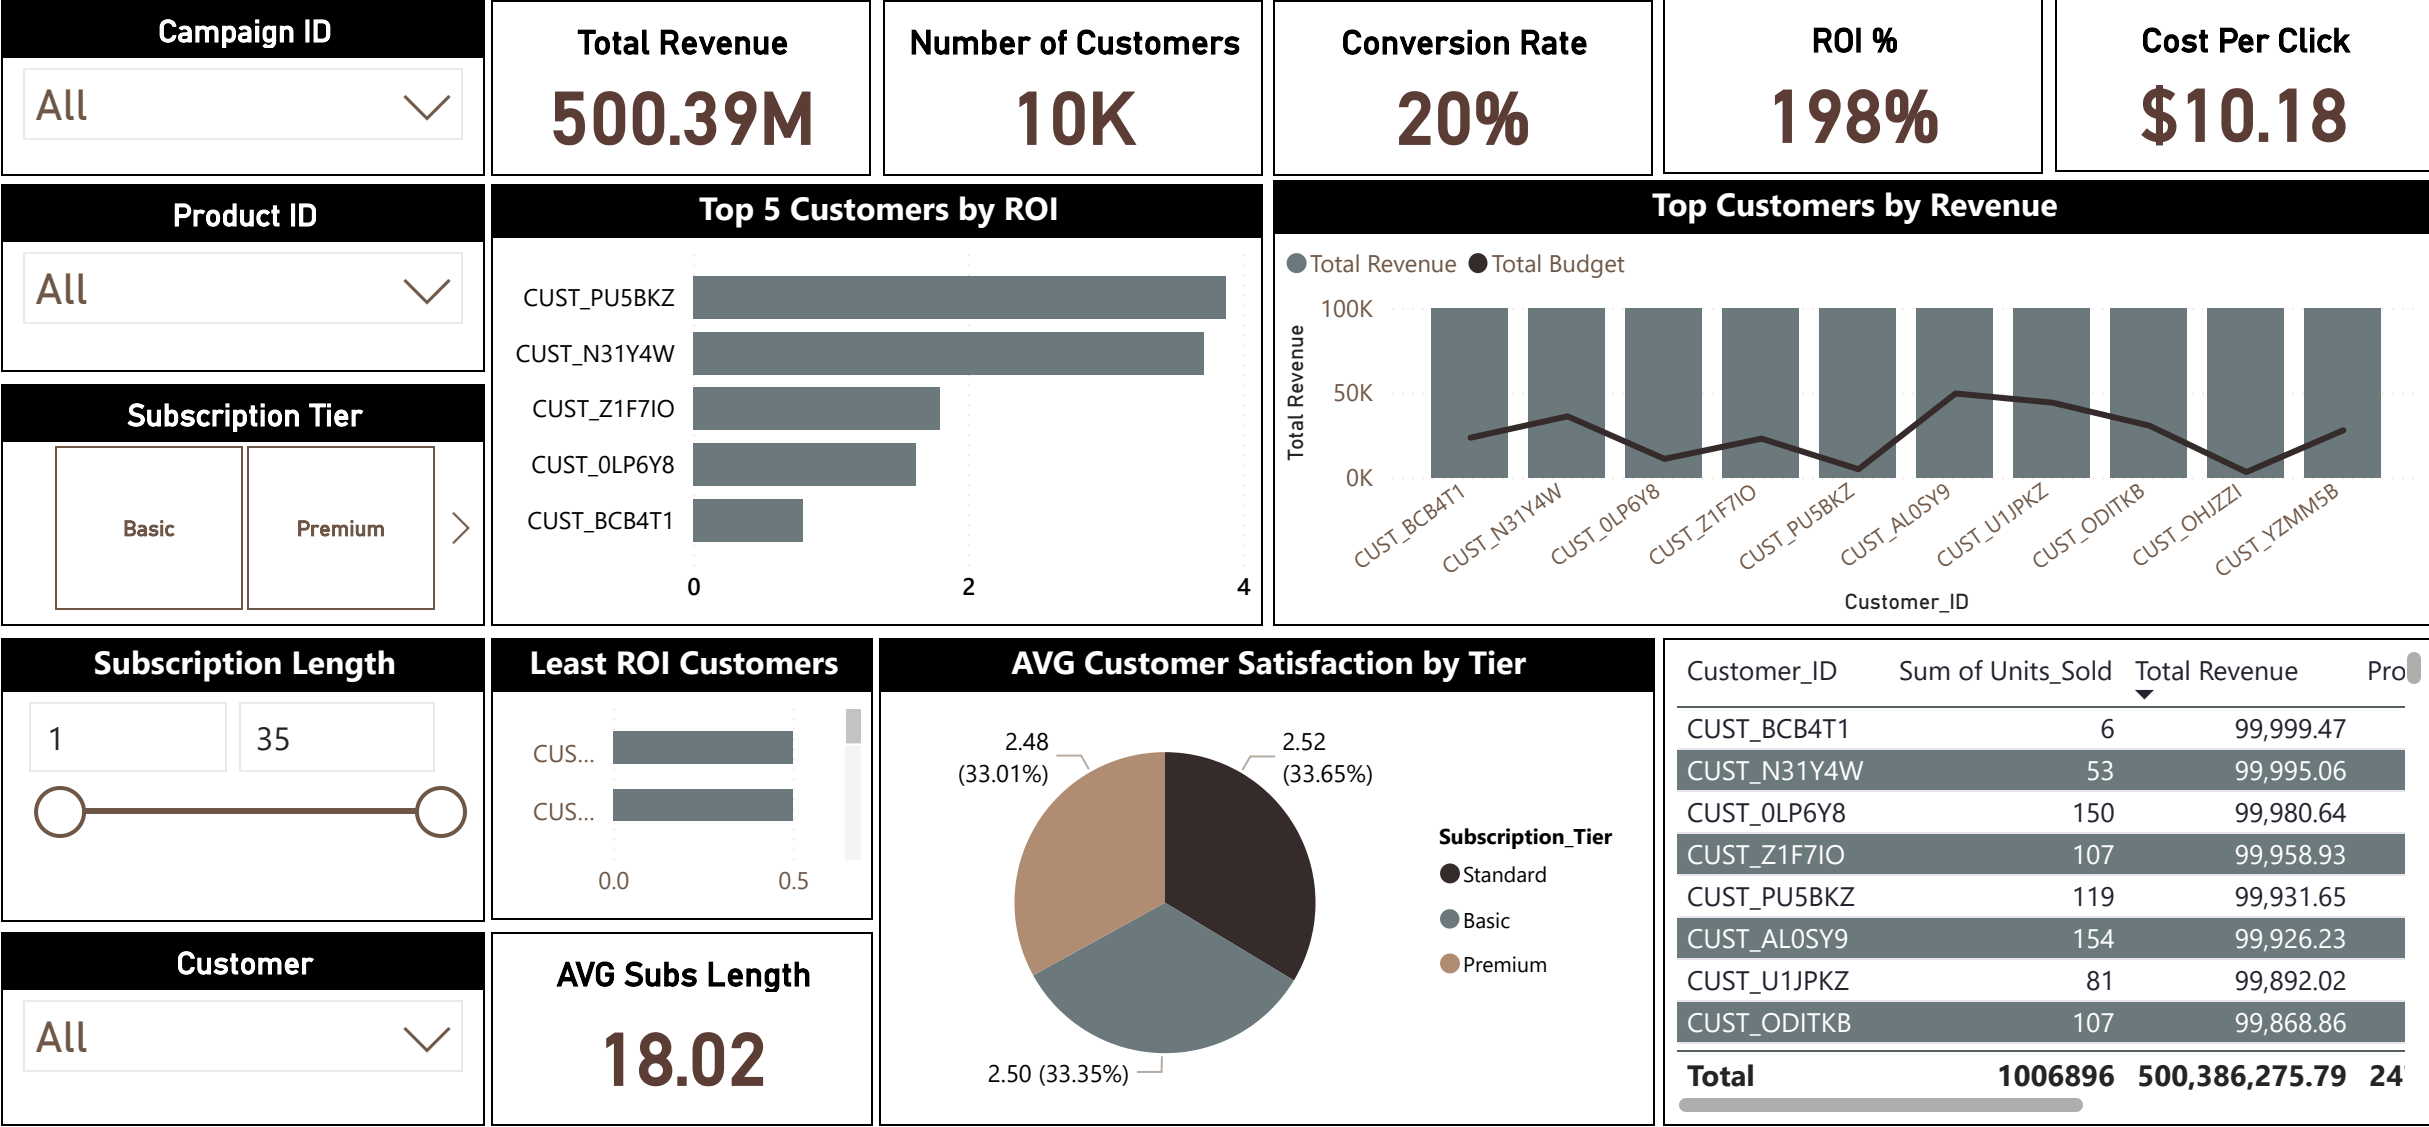 Campaign ID
All
Total Revenue
500.39M
Number of Customers
10K
Conversion Rate
20%
ROI %
198%
Cost Per Click
$10.18
Product ID
All
Subscription Tier
Basic
Premium
Top 5 Customers by ROI
CUST_PU5BKZ
CUST_N31Y4W
CUST_Z1F7IO
CUST_0LP6Y8
CUST_BCB4T1
0 2 4
Top Customers by Revenue
Total Revenue Total Budget
Total Revenue
100K
50K
0K
CUST_BCB4T1
CUST_N31Y4W
CUST_0LP6Y8
CUST_Z1F7IO
CUST_PU5BKZ
CUST_AL0SY9
CUST_U1JPKZ
CUST_ODITKB
CUST_OHJZZI
CUST_YZMM5B
Customer_ID
Subscription Length
1 35
Customer
All
Least ROI Customers
CUS...
CUS...
0.0 0.5
AVG Subs Length
18.02
AVG Customer Satisfaction by Tier
2.48
(33.01%)
2.52
(33.65%)
2.50 (33.35%)
Subscription_Tier
Standard
Basic
Premium
Customer_ID Sum of Units_Sold Total Revenue Pro
CUST_BCB4T1 6 99,999.47
CUST_N31Y4W 53 99,995.06
CUST_0LP6Y8 150 99,980.64
CUST_Z1F7IO 107 99,958.93
CUST_PU5BKZ 119 99,931.65
CUST_AL0SY9 154 99,926.23
CUST_U1JPKZ 81 99,892.02
CUST_ODITKB 107 99,868.86
Total 1006896 500,386,275.79 24